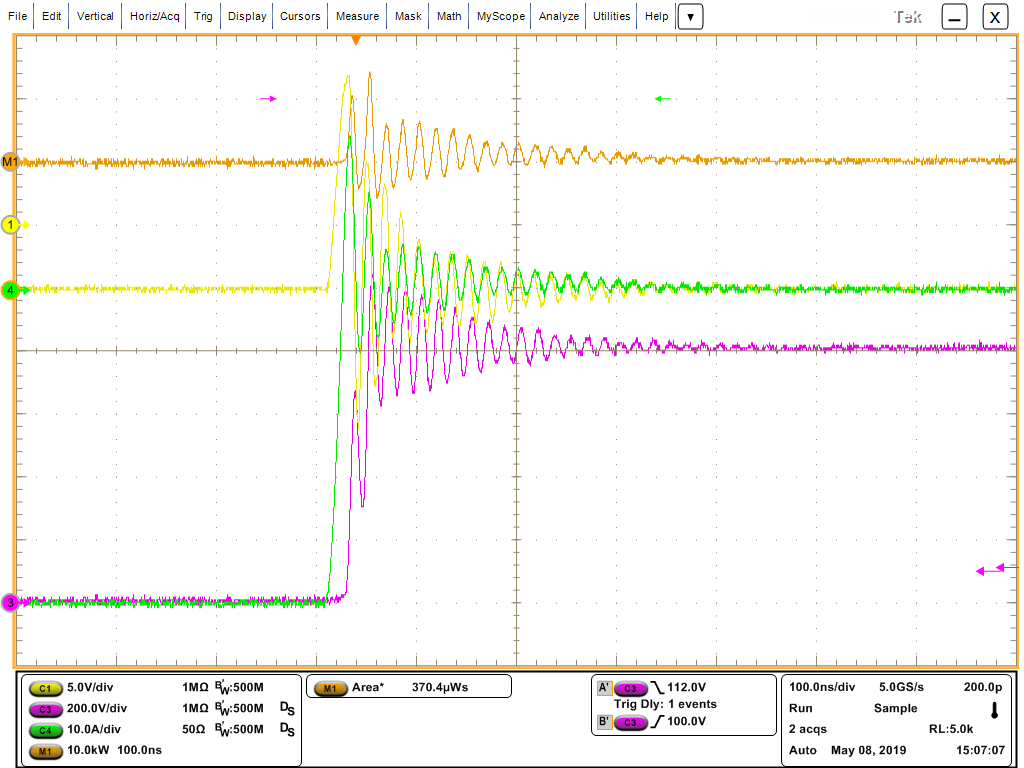 File Edit Vertical Horiz/Acq Trig Display Cursors Measure Mask Math MyScope Analyze Utilities Help ▼ Tek X
M1
1
4
3
C1 5.0V/div 1MΩ BW:500M
C3 200.0V/div 1MΩ BW:500M DS
C4 10.0A/div 50Ω BW:500M DS
M1 10.0kW 100.0ns
M1 Area* 370.4µWs
A' C3 112.0V
Trig Dly: 1 events
B' C3 100.0V
100.0ns/div 5.0GS/s 200.0p
Run Sample
2 acqs RL:5.0k
Auto May 08, 2019 15:07:07